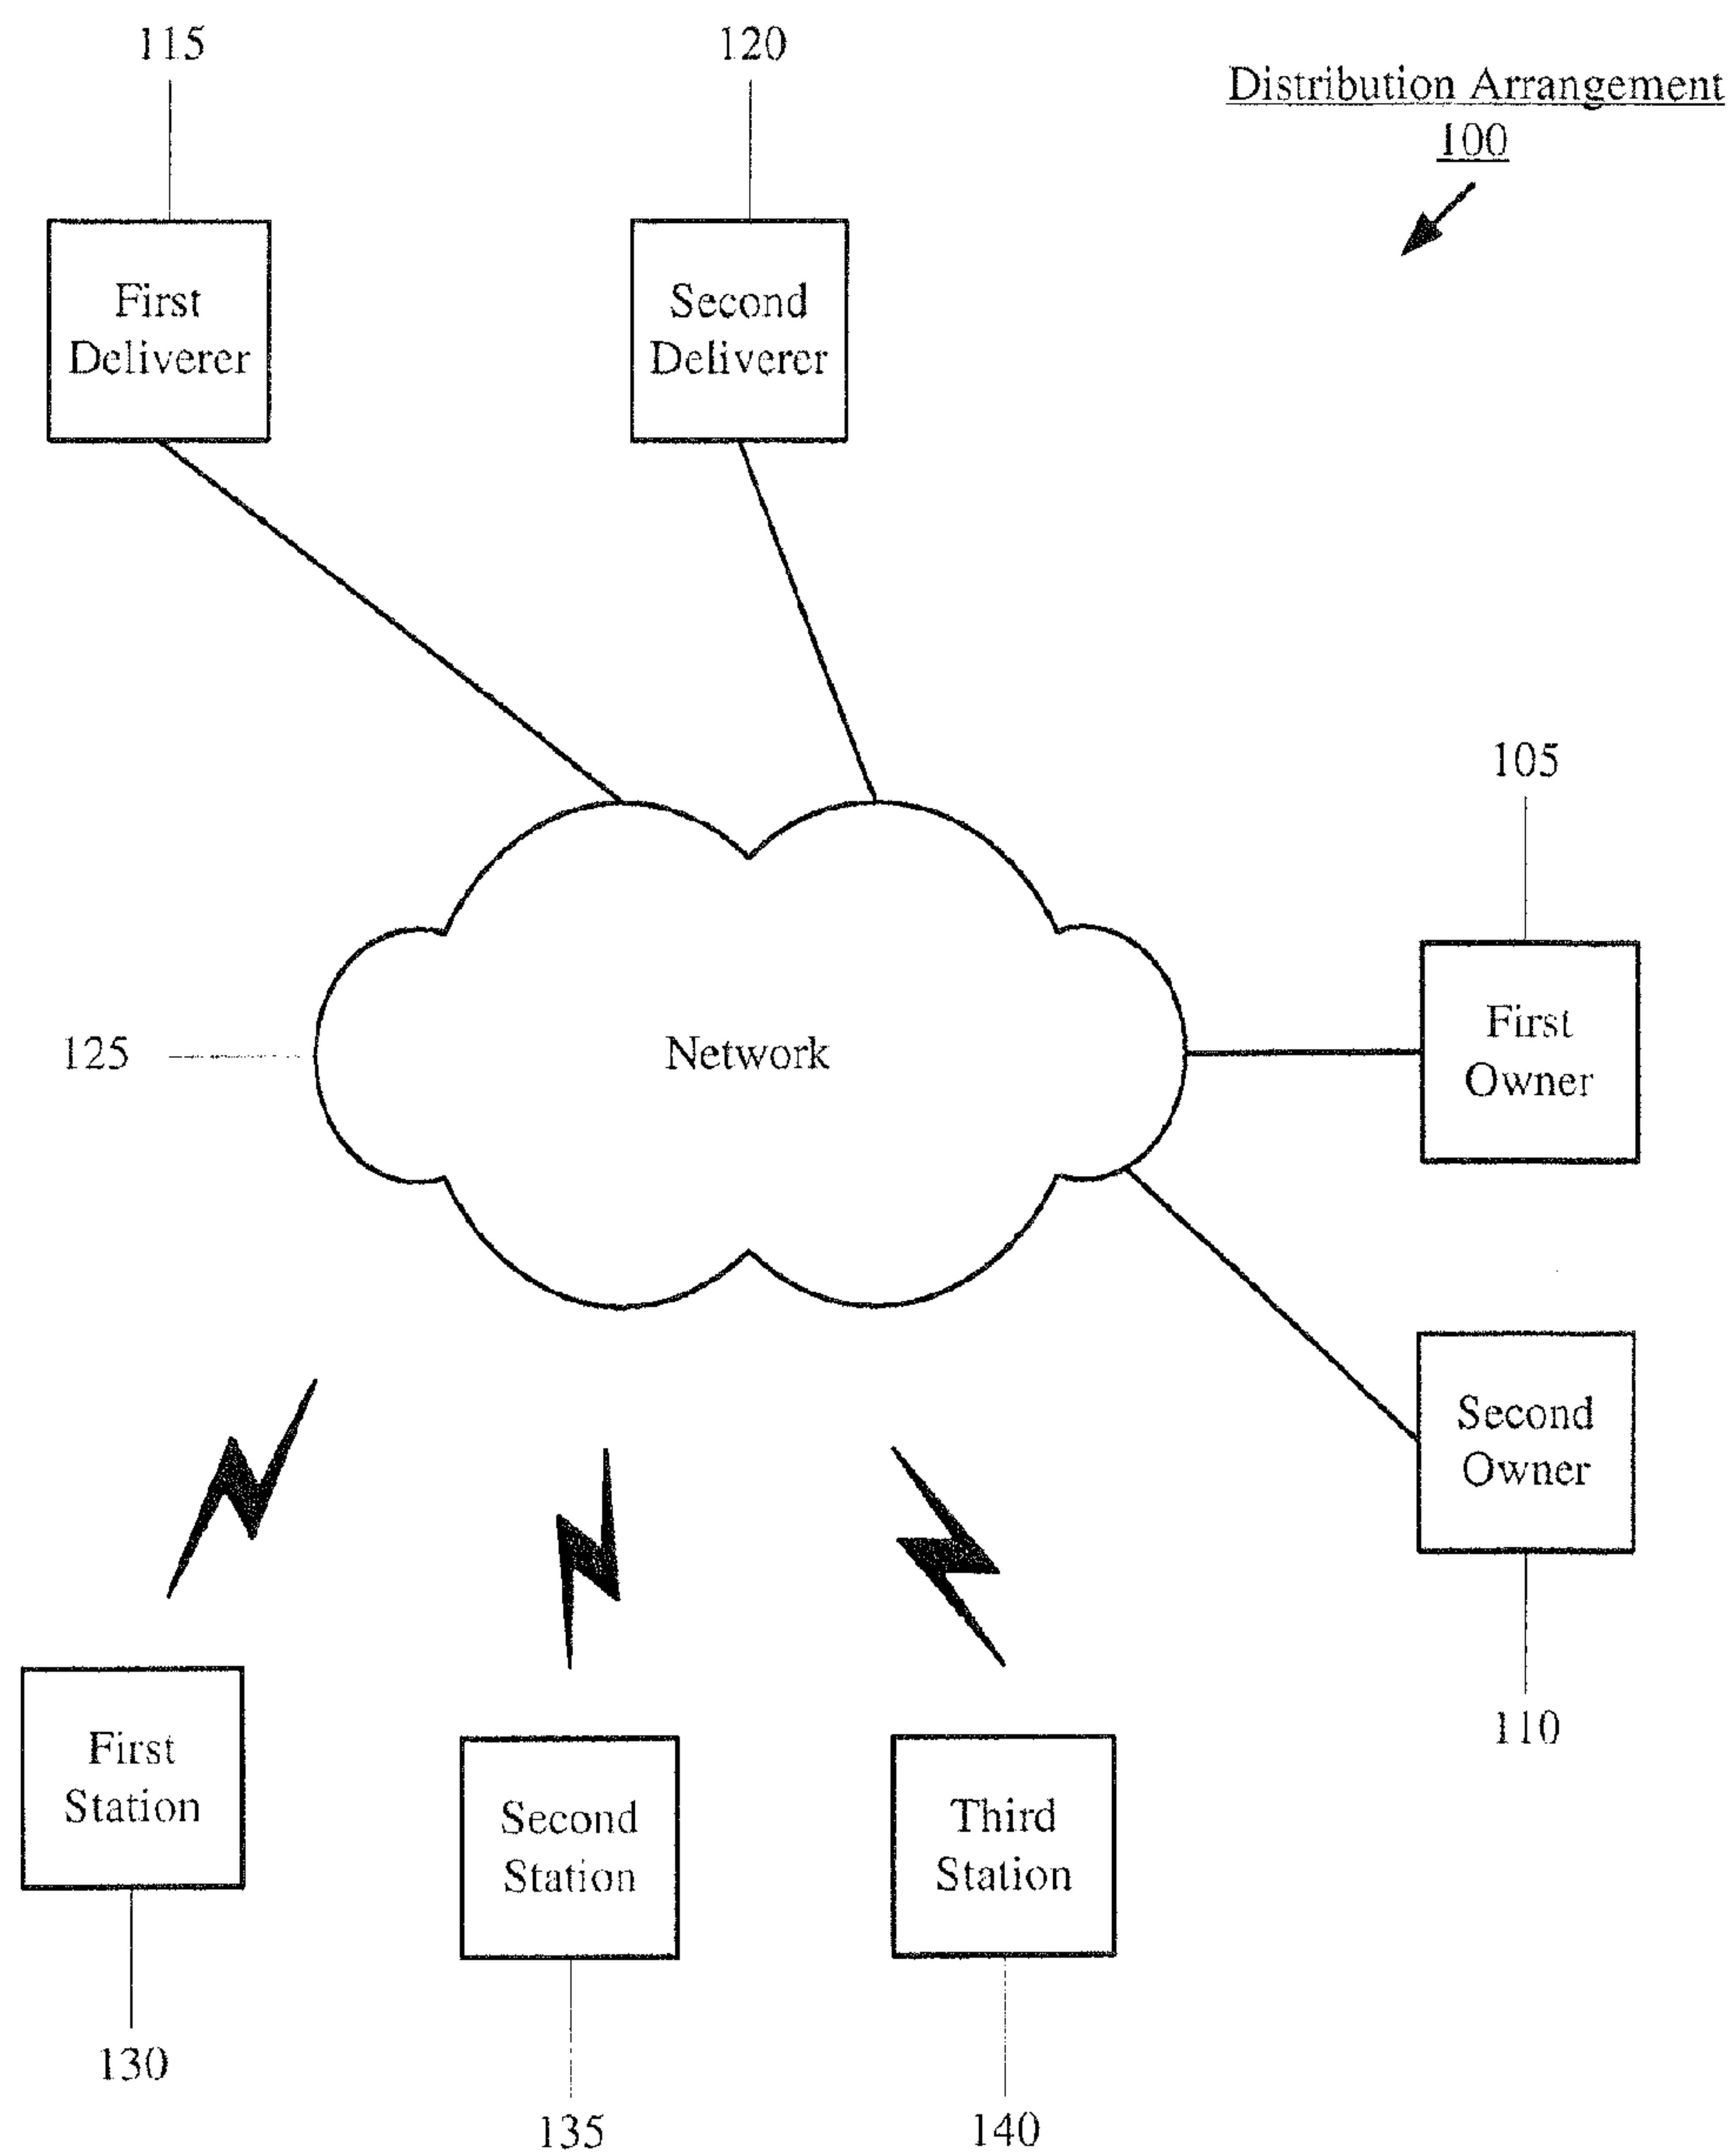 115
120
Distribution Arrangement
100
First
Deliverer
Second
Deliverer
105
First
Owner
125
Network
Second
Owner
110
First
Station
Second
Station
Third
Station
130
135
140